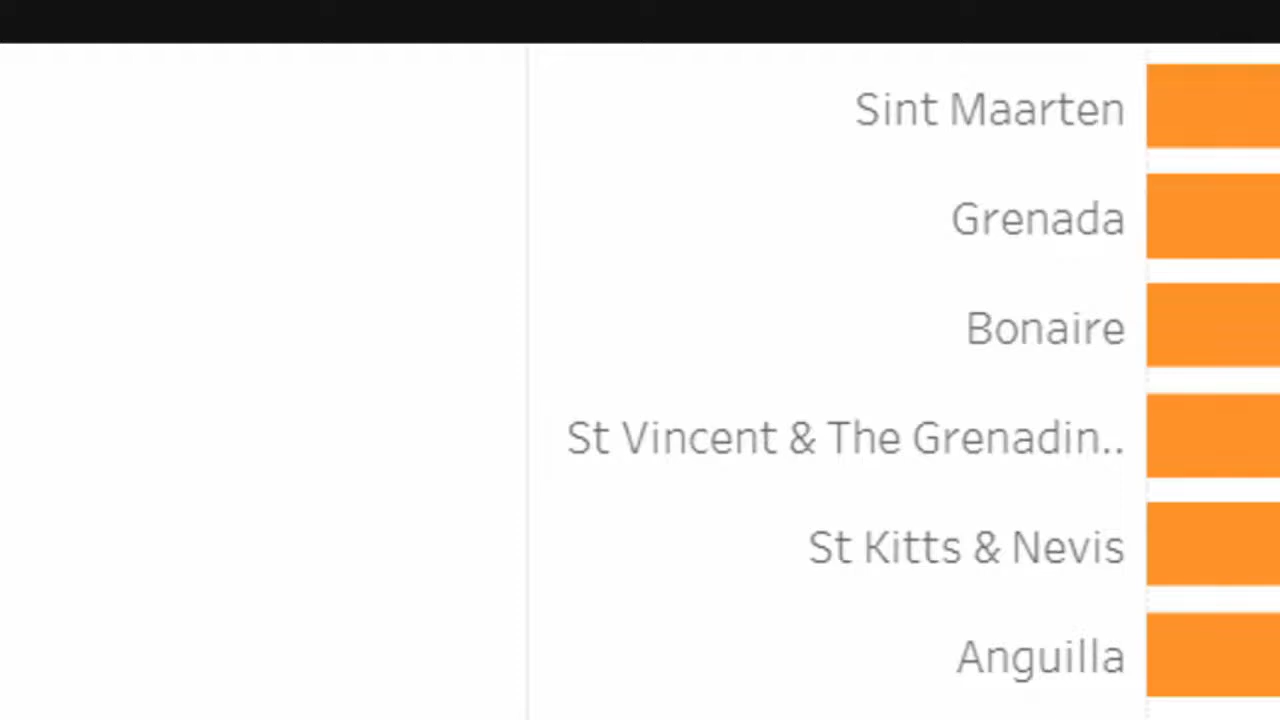 Sint Maarten
Grenada
Bonaire
St Vincent & The Grenadin..
St Kitts & Nevis
Anguilla